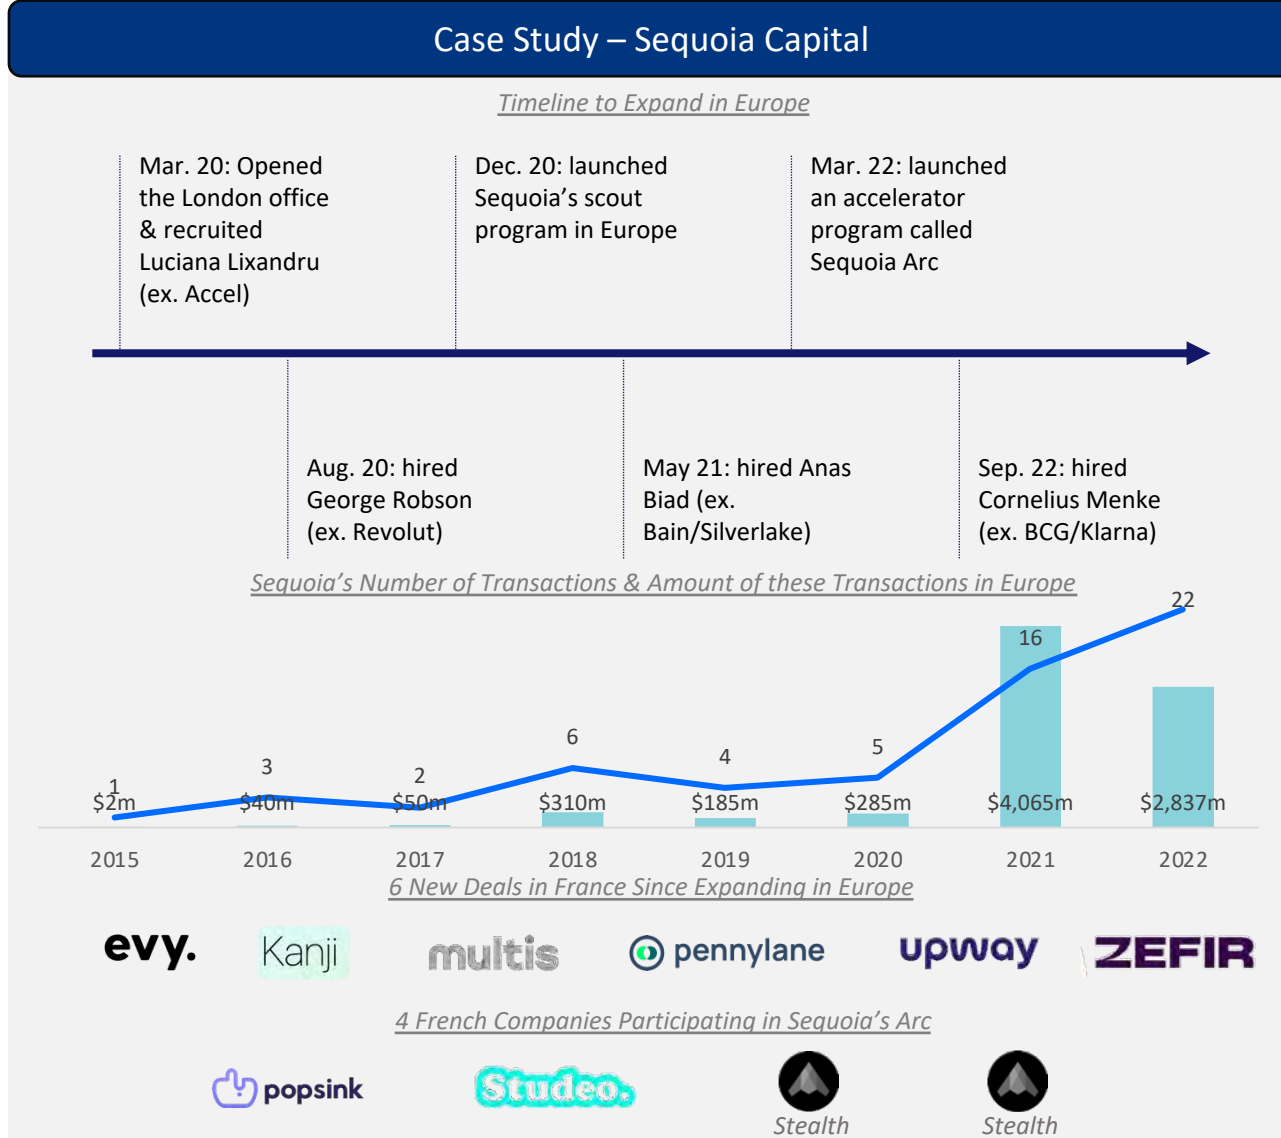 Case Study – Sequoia Capital
Timeline to Expand in Europe
Mar. 20: Opened
the London office
& recruited
Luciana Lixandru
(ex. Accel)
Dec. 20: launched
Sequoia’s scout
program in Europe
Mar. 22: launched
an accelerator
program called
Sequoia Arc
Aug. 20: hired
George Robson
(ex. Revolut)
May 21: hired Anas
Biad (ex.
Bain/Silverlake)
Sep. 22: hired
Cornelius Menke
(ex. BCG/Klarna)
Sequoia’s Number of Transactions & Amount of these Transactions in Europe
1 3 2 6 4 5 16 22
$2m $40m $50m $310m $185m $285m $4,065m $2,837m
2015 2016 2017 2018 2019 2020 2021 2022
6 New Deals in France Since Expanding in Europe
evy. Kanji multis pennylane upway ZEFIR
4 French Companies Participating in Sequoia’s Arc
popsink Studeo.
Stealth Stealth